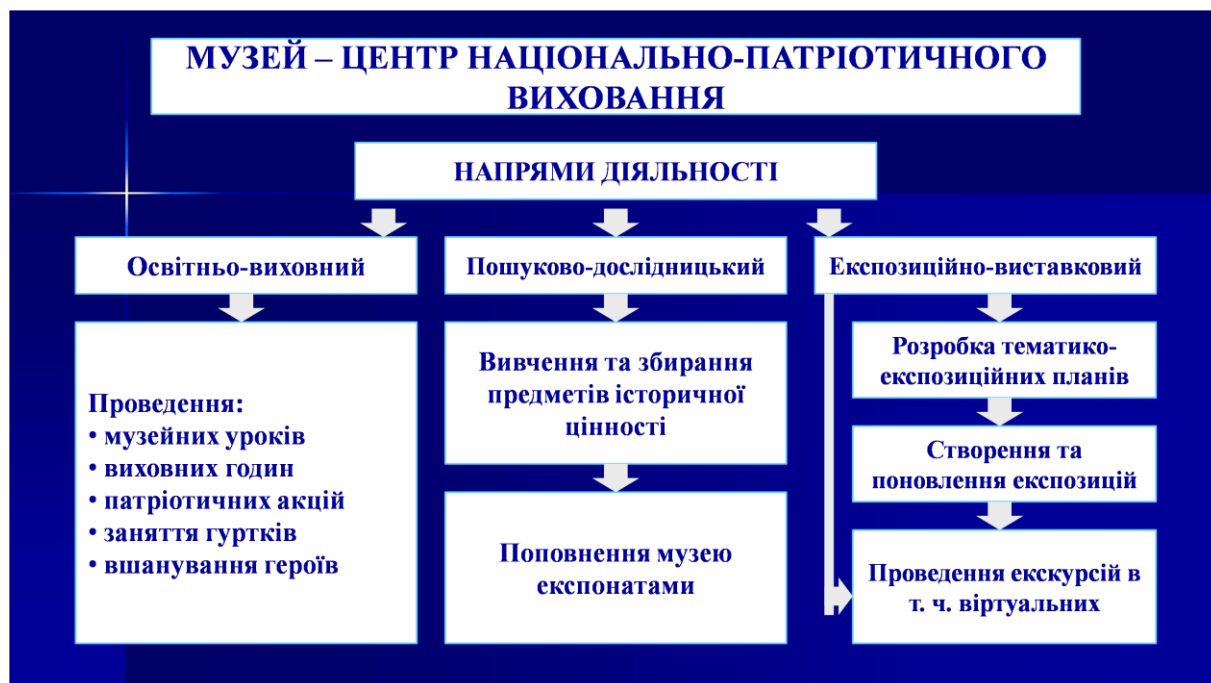 МУЗЕЙ – ЦЕНТР НАЦІОНАЛЬНО-ПАТРІОТИЧНОГО
ВИХОВАННЯ
НАПРЯМИ ДІЯЛЬНОСТІ
Освітньо-виховний
Проведення:
• музейних уроків
• виховних годин
• патріотичних акцій
• заняття гуртків
• вшанування героїв
Пошуково-дослідницький
Вивчення та збирання
предметів історичної
цінності
Поповнення музею
експонатами
Експозиційно-виставковий
Розробка тематико-
експозиційних планів
Створення та
поновлення експозицій
Проведення екскурсій в
т. ч. віртуальних